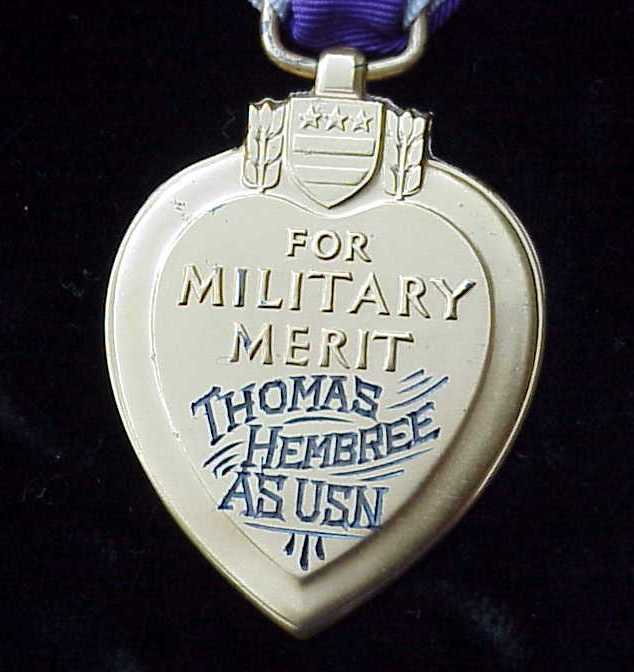 FOR
MILITARY
MERIT
THOMAS
HEMBREE
AS USN